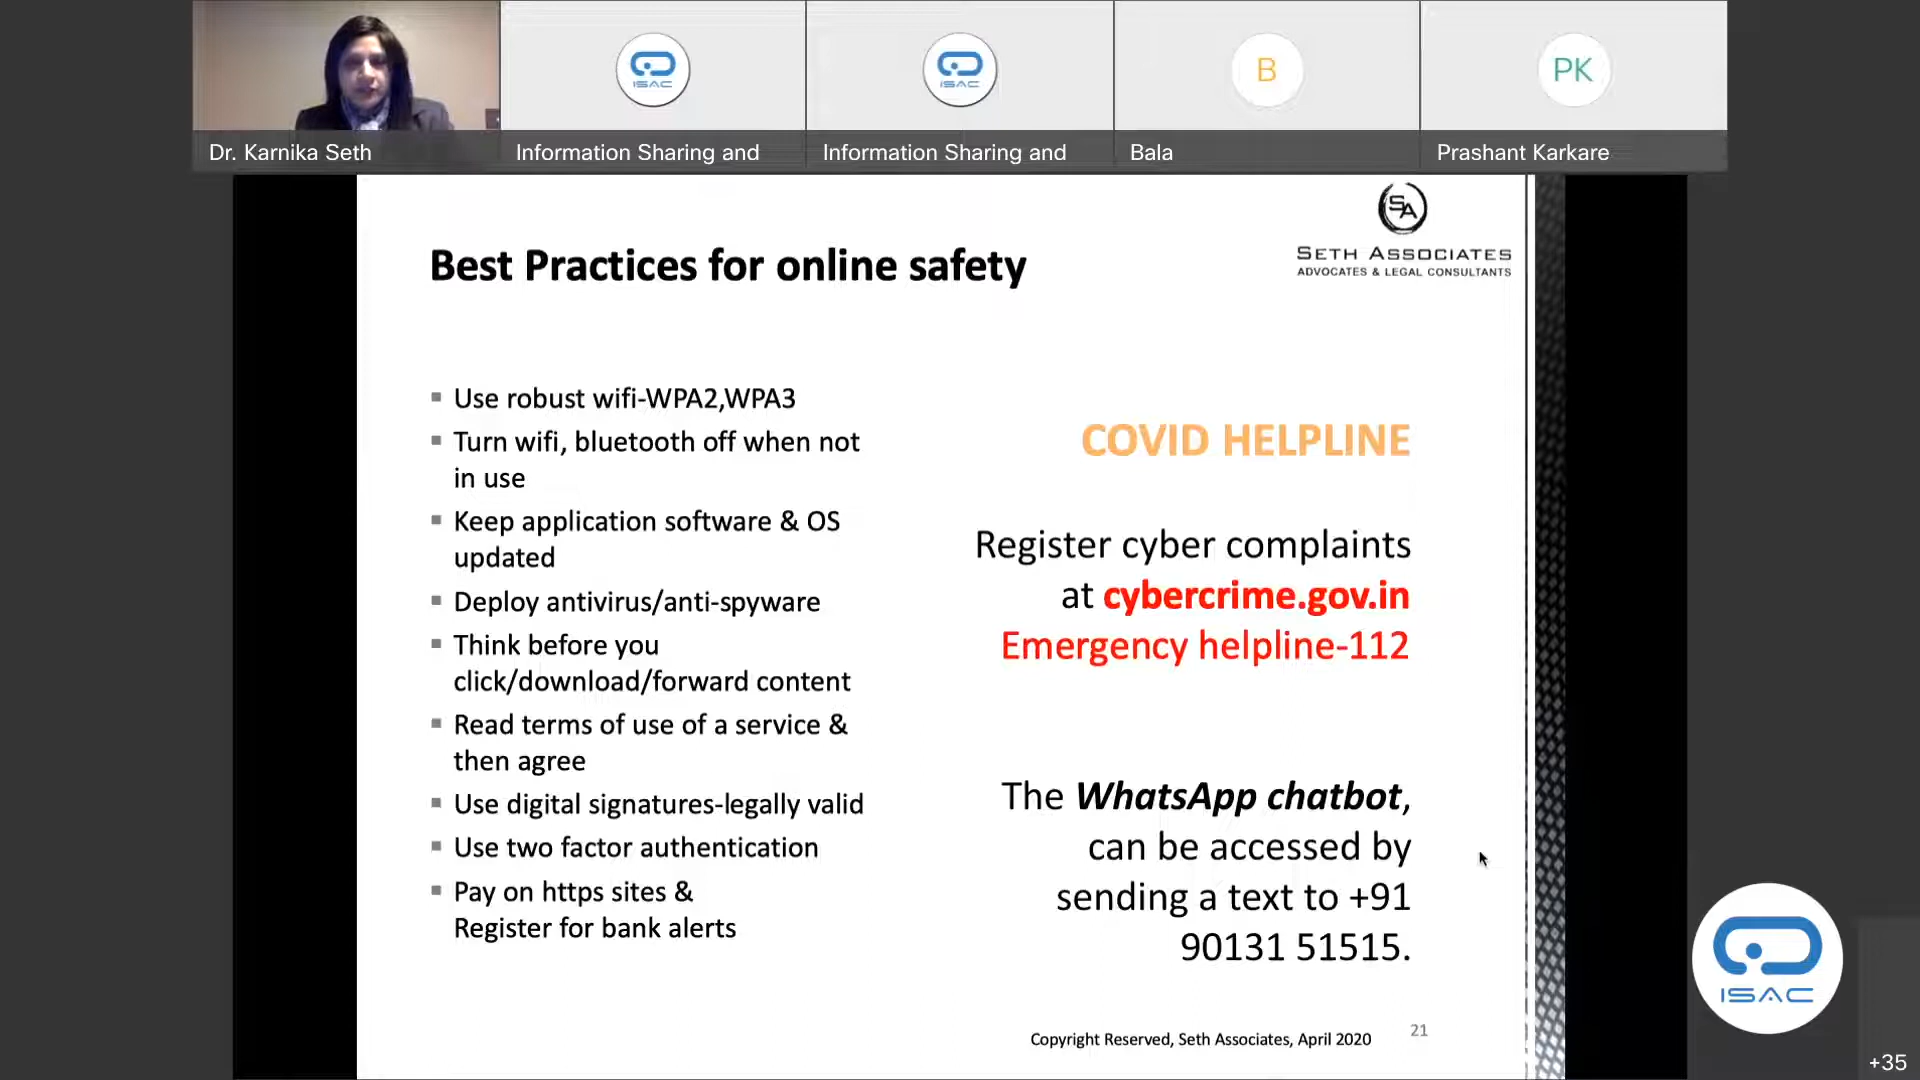 ISAC
ISAC
B
PK
Dr. Karnika Seth
Information Sharing and
Information Sharing and
Bala
Prashant Karkare
SA
SETH ASSOCIATES
ADVOCATES & LEGAL CONSULTANTS
Best Practices for online safety
Use robust wifi-WPA2,WPA3
Turn wifi, bluetooth off when not
in use
Keep application software & OS
updated
Deploy antivirus/anti-spyware
Think before you
click/download/forward content
Read terms of use of a service &
then agree
Use digital signatures-legally valid
Use two factor authentication
Pay on https sites &
Register for bank alerts
COVID HELPLINE
Register cyber complaints
at cybercrime.gov.in
Emergency helpline-112
The WhatsApp chatbot,
can be accessed by
sending a text to +91
90131 51515.
Copyright Reserved, Seth Associates, April 2020
21
ISAC
+35